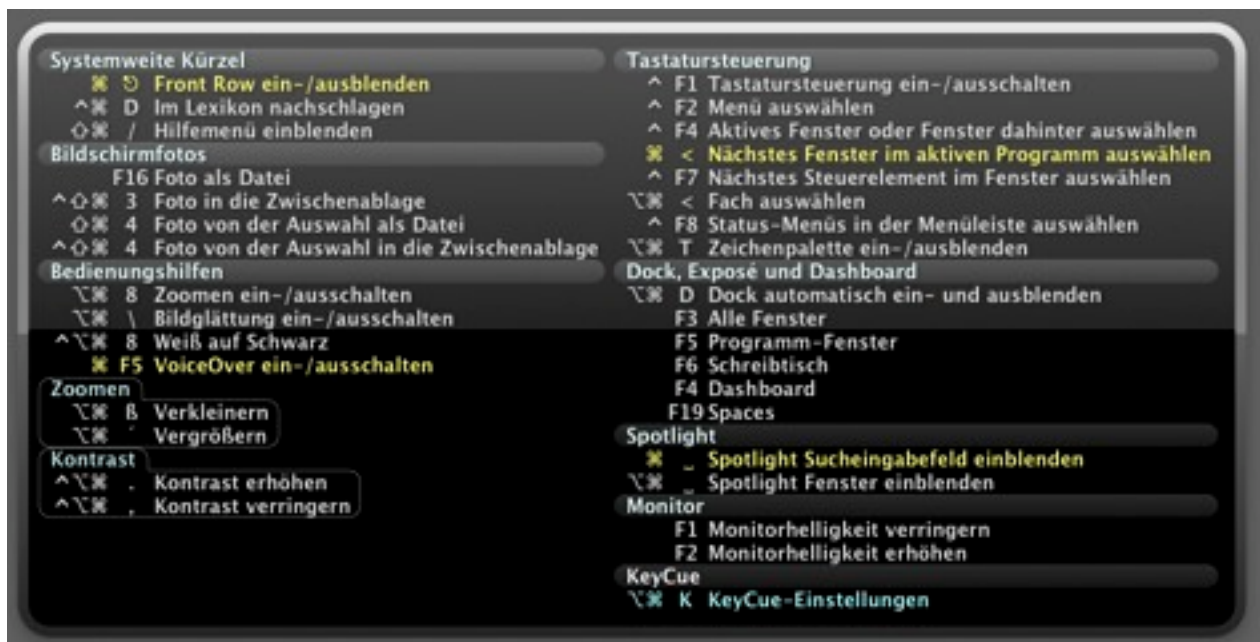 Systemweite Kürzel
⌘ ⎋ Front Row ein-/ausblenden
^⌘ D Im Lexikon nachschlagen
⇧⌘ / Hilfemenü einblenden
Bildschirmfotos
F16 Foto als Datei
^⇧⌘ 3 Foto in die Zwischenablage
⇧⌘ 4 Foto von der Auswahl als Datei
^⇧⌘ 4 Foto von der Auswahl in die Zwischenablage
Bedienungshilfen
⌥⌘ 8 Zoomen ein-/ausschalten
⌥⌘ \ Bildglättung ein-/ausschalten
^⌥⌘ 8 Weiß auf Schwarz
⌘ F5 VoiceOver ein-/ausschalten
Zoomen
⌥⌘ ß Verkleinern
⌥⌘ ´ Vergrößern
Kontrast
^⌥⌘ . Kontrast erhöhen
^⌥⌘ , Kontrast verringern
Tastatursteuerung
^ F1 Tastatursteuerung ein-/ausschalten
^ F2 Menü auswählen
^ F4 Aktives Fenster oder Fenster dahinter auswählen
⌘ < Nächstes Fenster im aktiven Programm auswählen
^ F7 Nächstes Steuerelement im Fenster auswählen
⌥⌘ < Fach auswählen
^ F8 Status-Menüs in der Menüleiste auswählen
⌥⌘ T Zeichenpalette ein-/ausblenden
Dock, Exposé und Dashboard
⌥⌘ D Dock automatisch ein- und ausblenden
F3 Alle Fenster
F5 Programm-Fenster
F6 Schreibtisch
F4 Dashboard
F19 Spaces
Spotlight
⌘ ⎵ Spotlight Sucheingabefeld einblenden
⌥⌘ ⎵ Spotlight Fenster einblenden
Monitor
F1 Monitorhelligkeit verringern
F2 Monitorhelligkeit erhöhen
KeyCue
⌥⌘ K KeyCue-Einstellungen